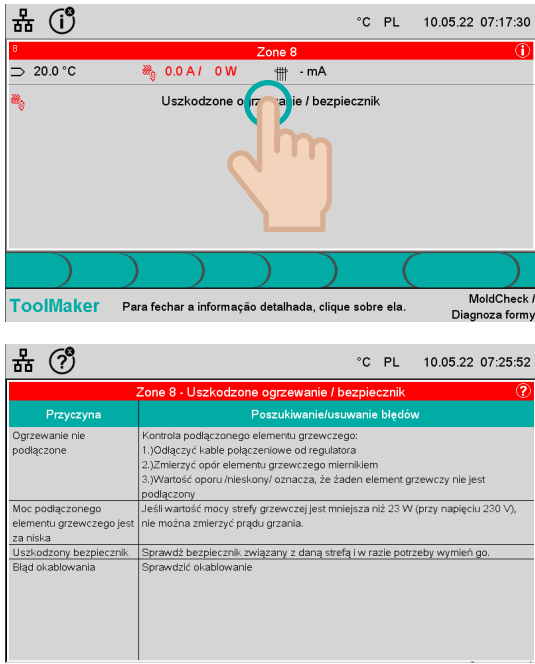 °C PL 10.05.22 07:17:30
8 Zone 8
20.0 °C 0.0 A / 0 W - mA
Uszkodzone / bezpiecznik
ToolMaker Para fechar a informação detalhada, clique sobre ela. MoldCheck /
Diagnoza formy
°C PL 10.05.22 07:25:52
Zone 8 - Uszkodzone ogrzewanie / bezpiecznik
Przyczyna Poszukiwanie/usuwanie błędów
Ogrzewanie nie Kontrola podłączonego elementu grzewczego:
podłączone 1.)Odłączyć kable połączeniowe od regulatora
2.)Zmierzyć opór elementu grzewczego miernikiem
3.)Wartość oporu /nieskony/ oznacza, że żaden element grzewczy nie jest
podłączony
Moc podłączonego Jeśli wartość mocy strefy grzewczej jest mniejsza niż 23 W (przy napięciu 230 V),
elementu grzewczego jest nie można zmierzyć prądu grzania.
za niska
Uszkodzony bezpiecznik Sprawdź bezpiecznik związany z daną strefą i w razie potrzeby wymień go.
Błąd okablowania Sprawdzić okablowanie